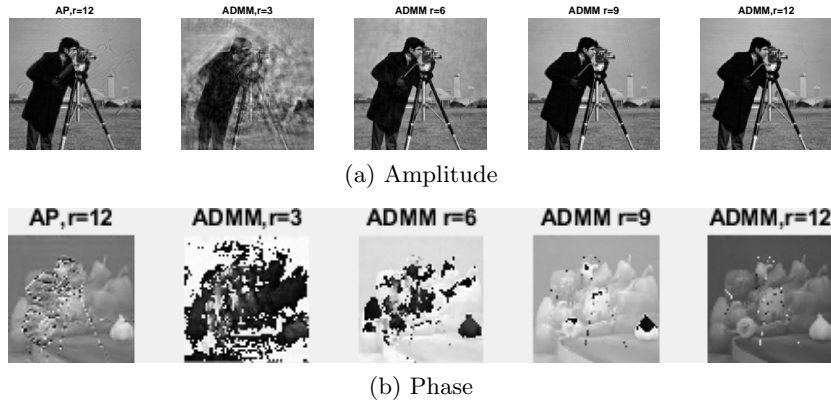 AP,r=12 ADMM,r=3 ADMM r=6 ADMM r=9 ADMM,r=12
(a) Amplitude
AP,r=12 ADMM,r=3 ADMM r=6 ADMM r=9 ADMM,r=12
(b) Phase